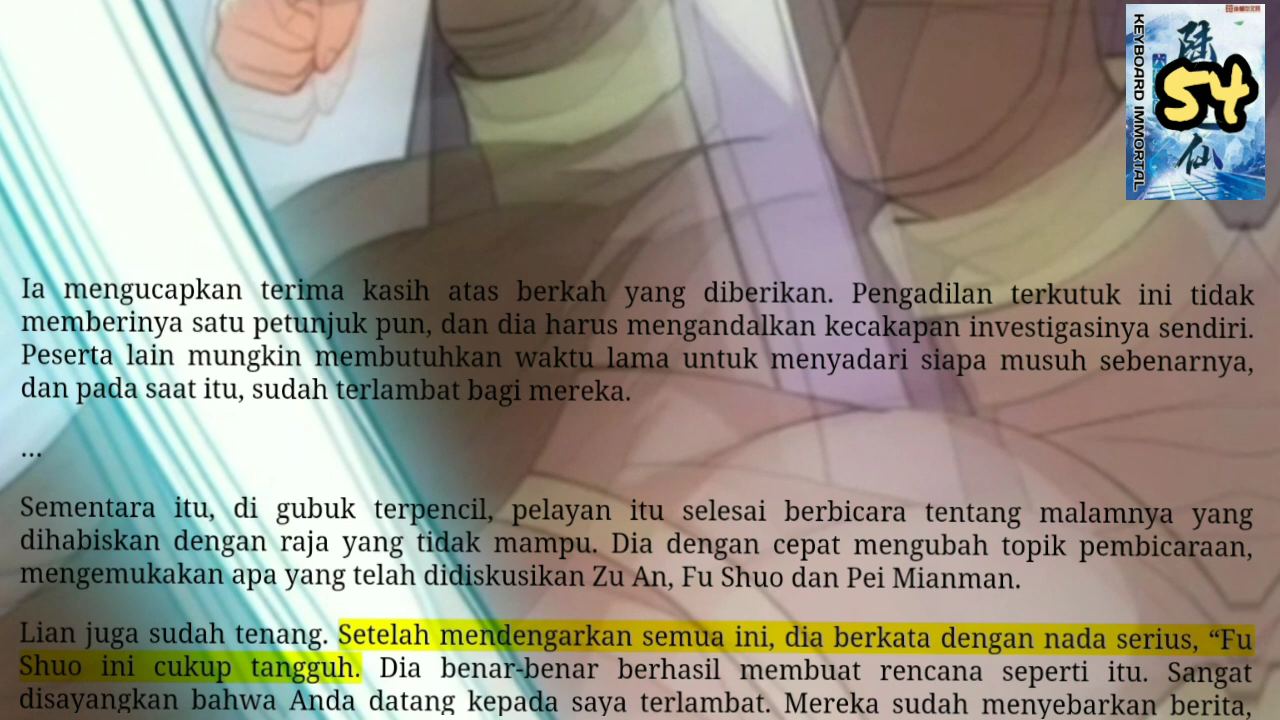 KEYBOARD IMMORTAL
陆
仙
54
Ia mengucapkan terima kasih atas berkah yang diberikan. Pengadilan terkutuk ini tidak
memberinya satu petunjuk pun, dan dia harus mengandalkan kecakapan investigasinya sendiri.
Peserta lain mungkin membutuhkan waktu lama untuk menyadari siapa musuh sebenarnya,
dan pada saat itu, sudah terlambat bagi mereka.
...
Sementara itu, di gubuk terpencil, pelayan itu selesai berbicara tentang malamnya yang
dihabiskan dengan raja yang tidak mampu. Dia dengan cepat mengubah topik pembicaraan,
mengemukakan apa yang telah didiskusikan Zu An, Fu Shuo dan Pei Mianman.
Lian juga sudah tenang. Setelah mendengarkan semua ini, dia berkata dengan nada serius, “Fu
Shuo ini cukup tangguh. Dia benar-benar berhasil membuat rencana seperti itu. Sangat
disayangkan bahwa Anda datang kepada saya terlambat. Mereka sudah menyebarkan berita,